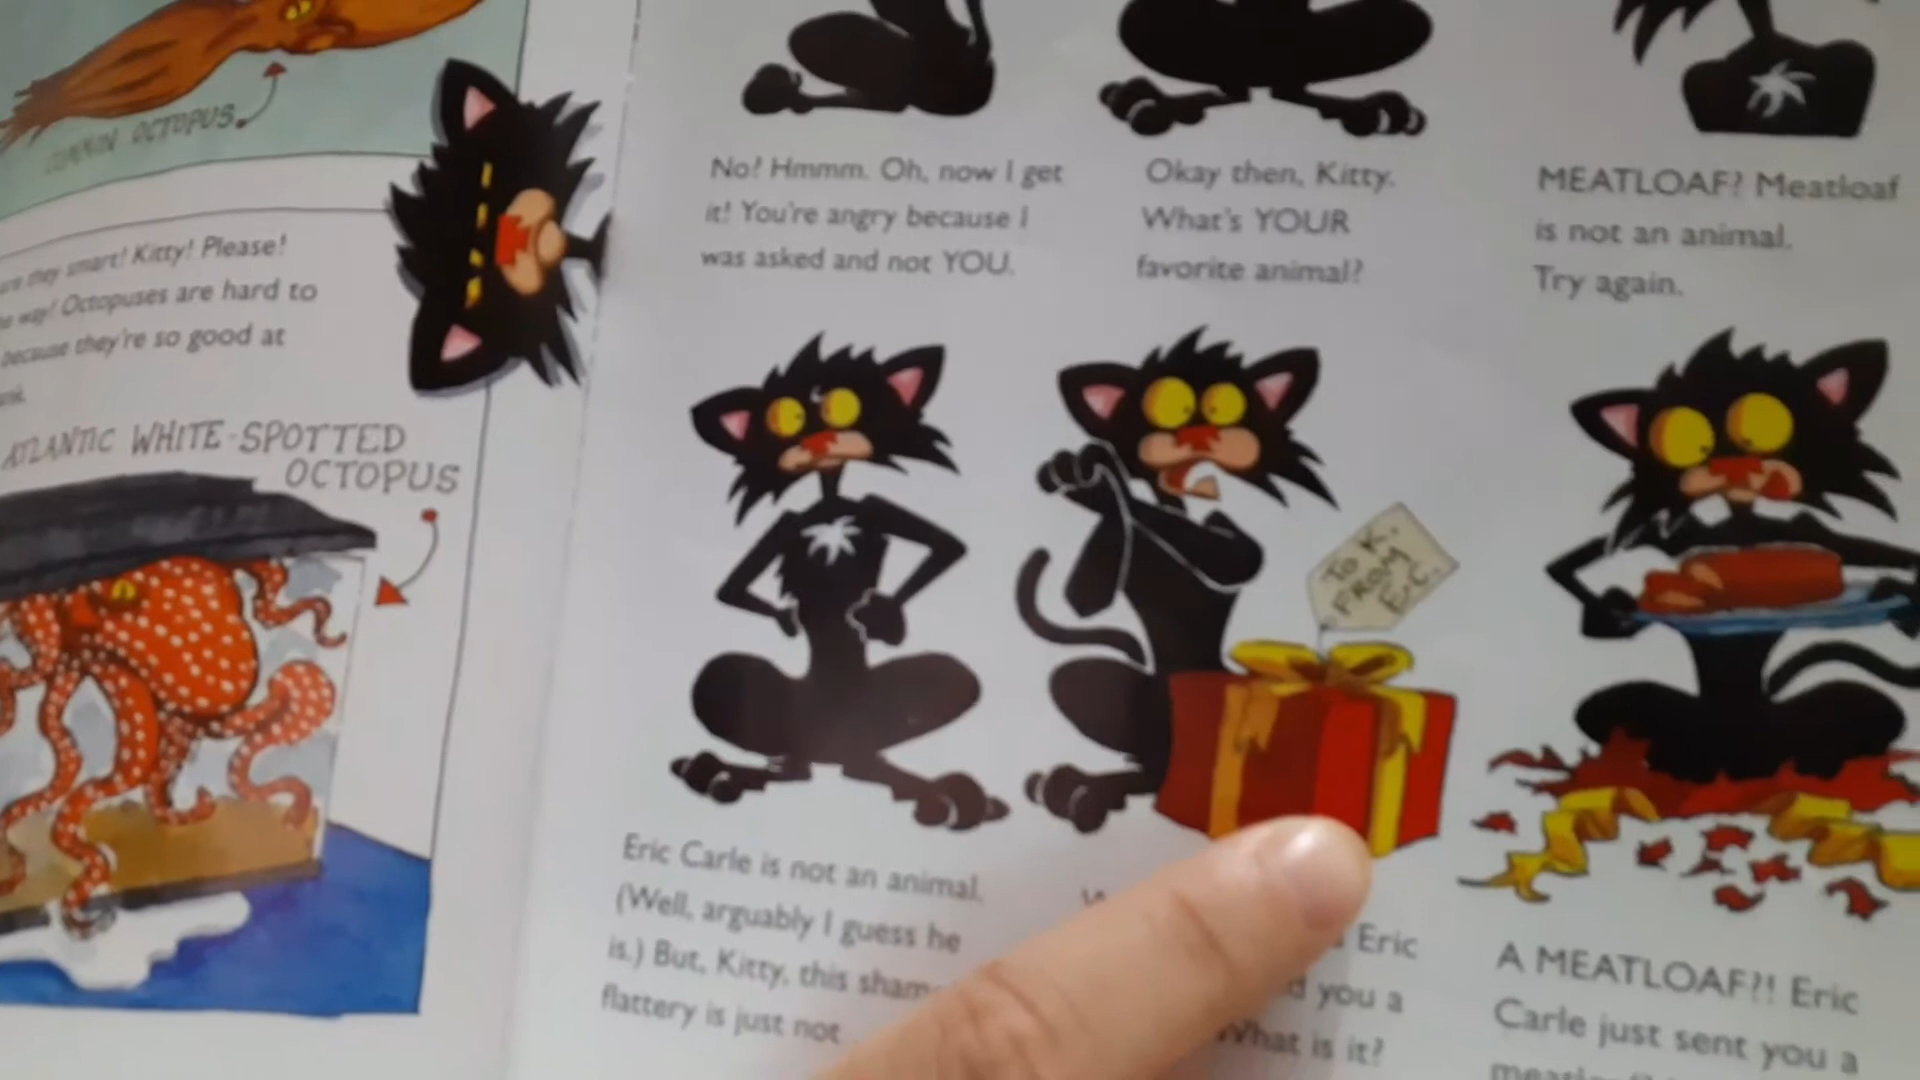 COMMON OCTOPUS
are they smart! Kitty! Please!
way! Octopuses are hard to
because they're so good at
ATLANTIC WHITE-SPOTTED
OCTOPUS
No? Hmmm. Oh, now I get
it! You're angry because I
was asked and not YOU.
Okay then, Kitty.
What's YOUR
favorite animal?
MEATLOAF? Meatloaf
is not an animal.
Try again.
TO K.
FROM
E.C.
Eric Carle is not an animal.
(Well, arguably I guess he
is.) But, Kitty, this
flattery is just not
Eric
you a
What is it?
A MEATLOAF?! Eric
Carle just sent you a